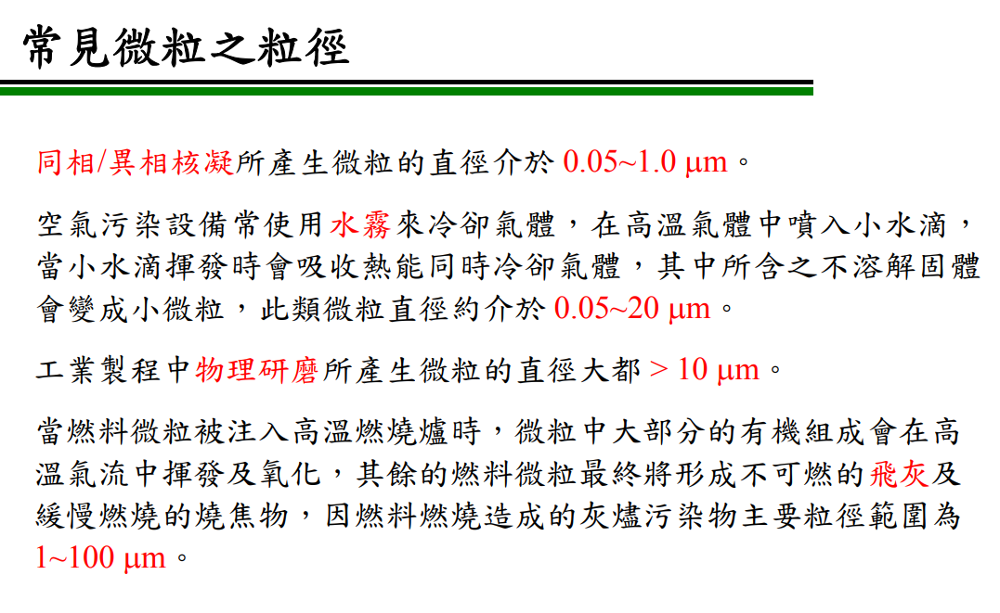 常見微粒之粒徑
同相/異相核凝所產生微粒的直徑介於 0.05~1.0 μm。
空氣污染設備常使用水霧來冷卻氣體，在高溫氣體中噴入小水滴，
當小水滴揮發時會吸收熱能同時冷卻氣體，其中所含之不溶解固體
會變成小微粒，此類微粒直徑約介於 0.05~20 μm。
工業製程中物理研磨所產生微粒的直徑大都 > 10 μm。
當燃料微粒被注入高溫燃燒爐時，微粒中大部分的有機組成會在高
溫氣流中揮發及氧化，其餘的燃料微粒最終將形成不可燃的飛灰及
緩慢燃燒的燒焦物，因燃料燃燒造成的灰燼污染物主要粒徑範圍為
1~100 μm。